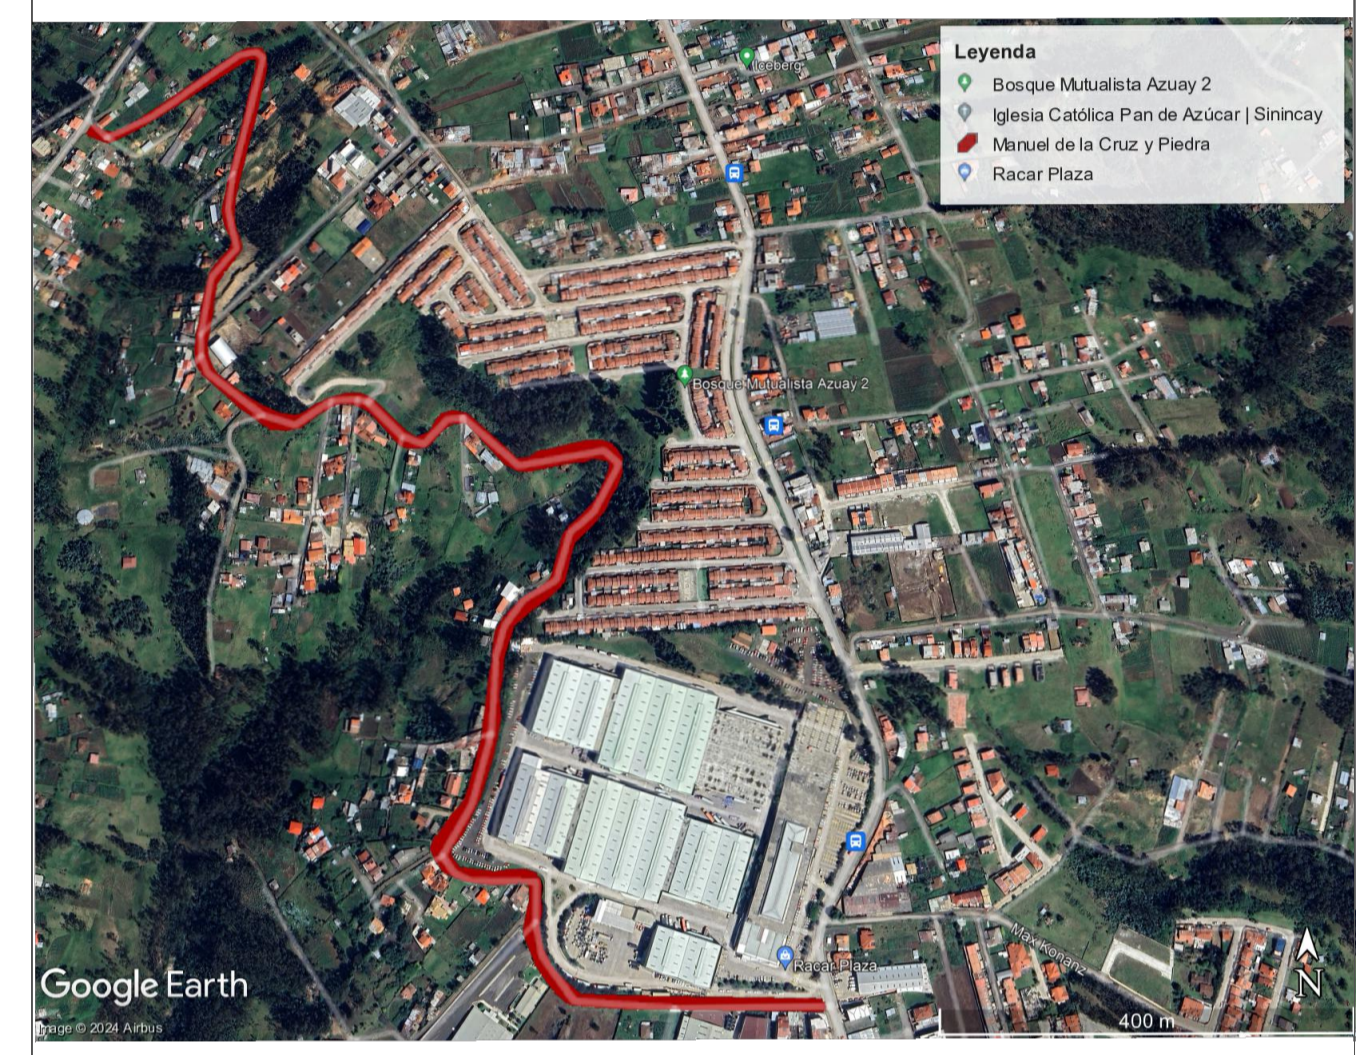 Leyenda
Bosque Mutualista Azuay 2
Iglesia Católica Pan de Azúcar | Sinincay
Manuel de la Cruz y Piedra
Racar Plaza
Iceberg
Bosque Mutualista Azuay 2
Max Konanz
Racar Plaza
N
Google Earth
400 m
Image © 2024 Airbus